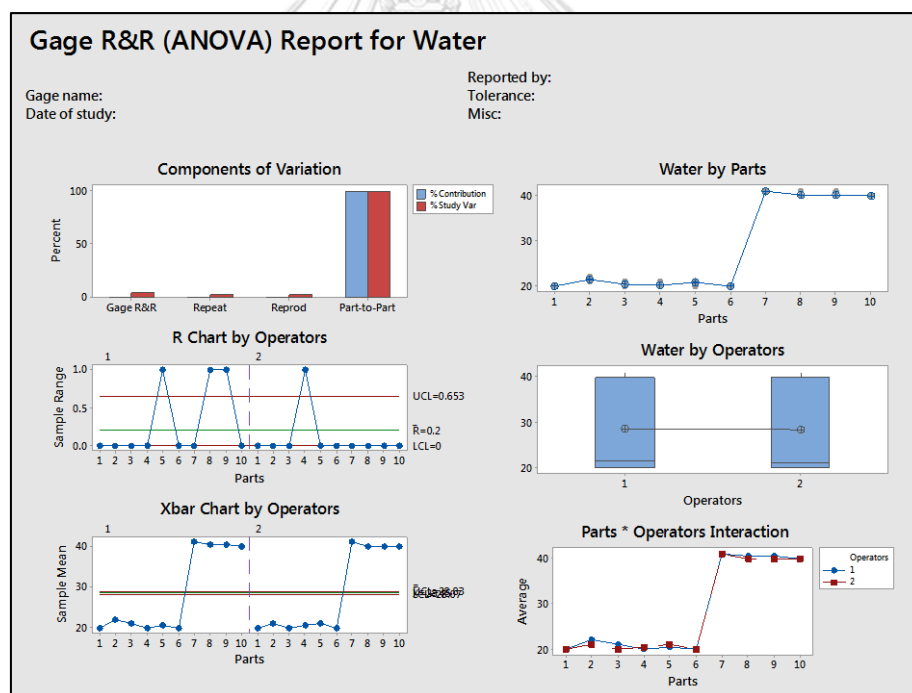 Gage R&R (ANOVA) Report for Water
Gage name:
Date of study:
Reported by:
Tolerance:
Misc:
Components of Variation
100
50
0
Percent
Gage R&R Repeat Reprod Part-to-Part
% Contribution
% Study Var
R Chart by Operators
1 2
1.0
0.5
0.0
Sample Range
UCL=0.653
R̄=0.2
LCL=0
1 2 3 4 5 6 7 8 9 10 1 2 3 4 5 6 7 8 9 10
Parts
Xbar Chart by Operators
1 2
40
30
20
Sample Mean
1 2 3 4 5 6 7 8 9 10 1 2 3 4 5 6 7 8 9 10
Parts
Water by Parts
40
30
20
1 2 3 4 5 6 7 8 9 10
Parts
Water by Operators
40
30
20
1 2
Operators
Parts * Operators Interaction
40
30
20
Average
1 2 3 4 5 6 7 8 9 10
Parts
Operators
1
2